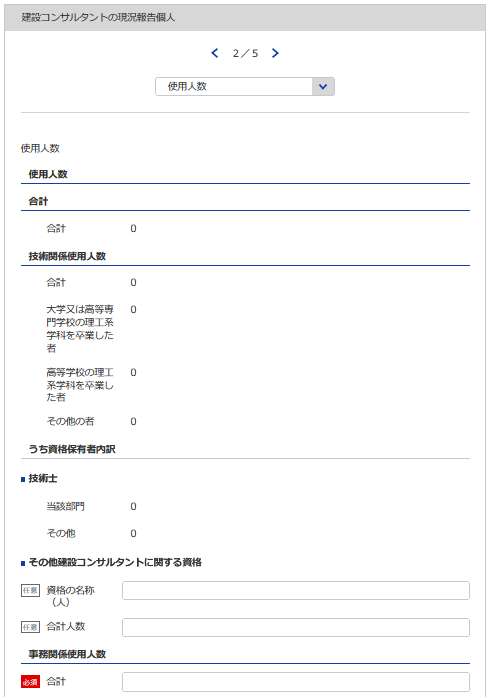 建設コンサルタントの現況報告個人
2／5
使用人数
使用人数
使用人数
合計
合計 0
技術関係使用人数
合計 0
大学又は高等専 0
門学校の理工系
学科を卒業した
者
高等学校の理工 0
系学科を卒業し
た者
その他の者 0
うち資格保有者内訳
技術士
当該部門 0
その他 0
その他建設コンサルタントに関する資格
任意 資格の名称
（人）
任意 合計人数
事務関係使用人数
必須 合計